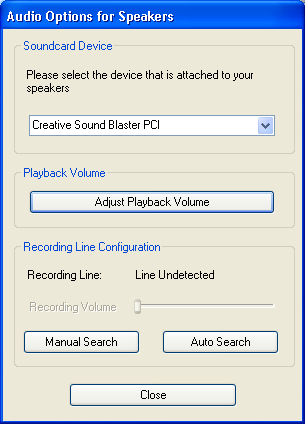 Audio Options for Speakers
Soundcard Device
Please select the device that is attached to your
speakers
Creative Sound Blaster PCI
Playback Volume
Adjust Playback Volume
Recording Line Configuration
Recording Line: Line Undetected
Recording Volume
Manual Search Auto Search
Close